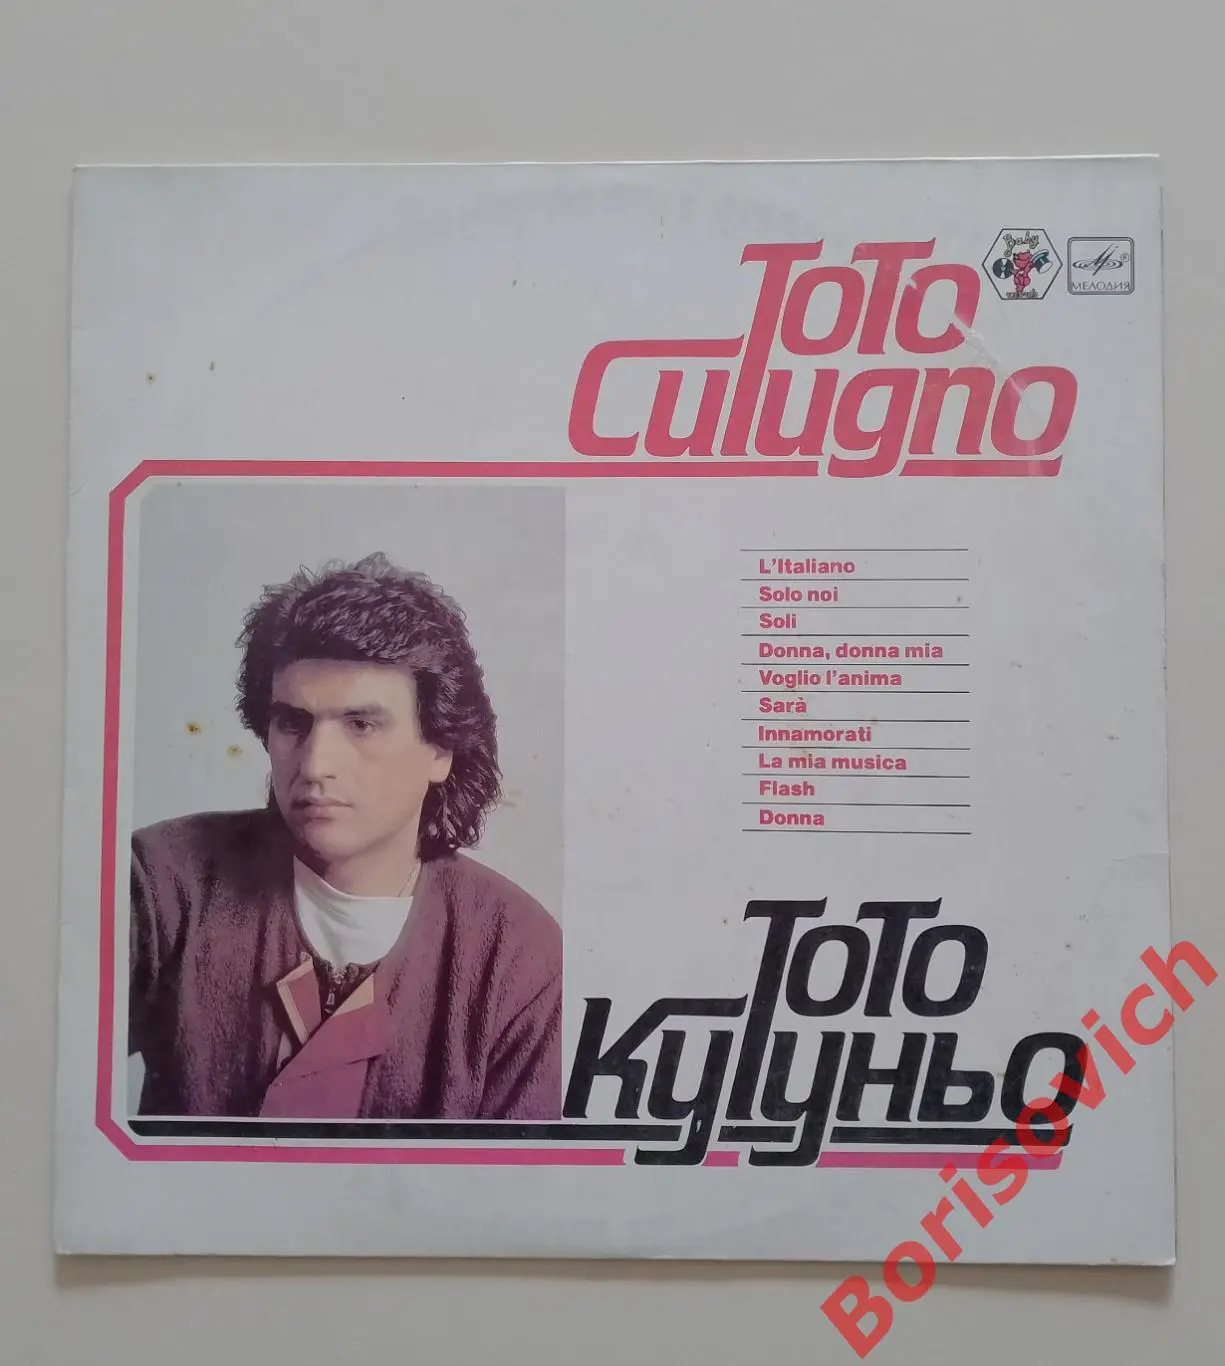 Toto
Cutugno
Baby
records
МЕЛОДИЯ
L'Italiano
Solo noi
Soli
Donna, donna mia
Voglio l'anima
Sarà
Innamorati
La mia musica
Flash
Donna
Тото
Кутуньо
Borisovich